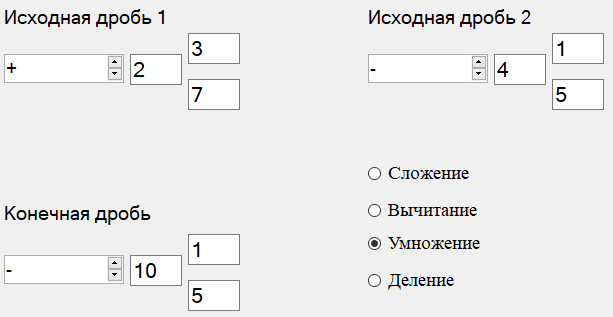 Исходная дробь 1
+ 2 3
7
Исходная дробь 2
- 4 1
5
Сложение
Вычитание
Умножение
Деление
Конечная дробь
- 10 1
5